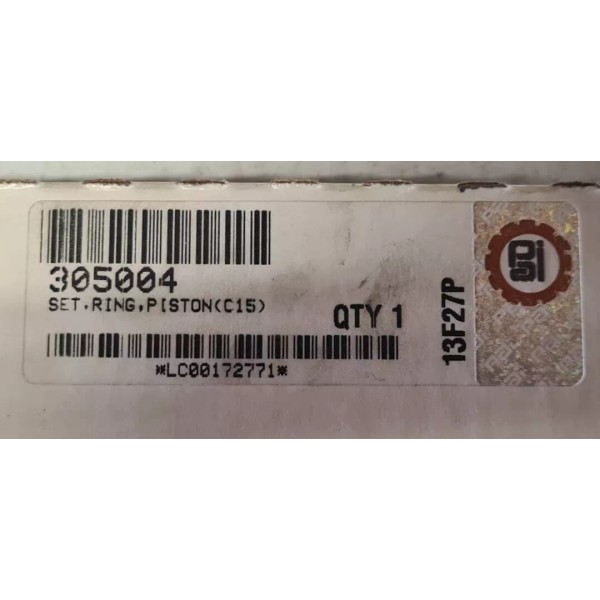 305004
SET,RING,PISTON(C15)
QTY 1
*LC00172771*
13F27P